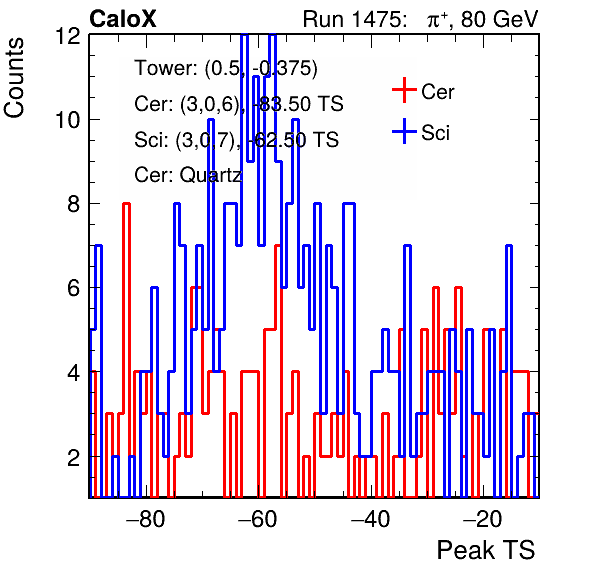 CaloX Run 1475: π⁺, 80 GeV
Counts
12
10
8
6
4
2
Tower: (0.5, -0.375)
Cer: (3,0,6), -83.50 TS
Sci: (3,0,7), -62.50 TS
Cer: Quartz
Cer
Sci
−80 −60 −40 −20
Peak TS